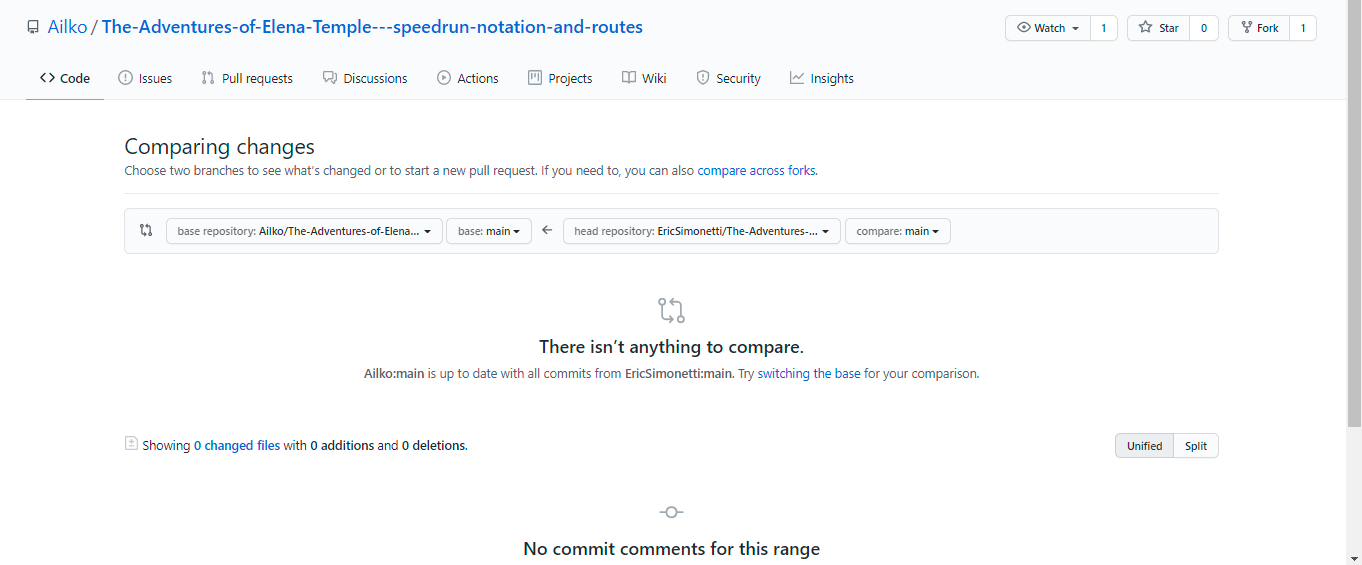 Ailko / The-Adventures-of-Elena-Temple---speedrun-notation-and-routes
Watch 1 Star 0 Fork 1
Code Issues Pull requests Discussions Actions Projects Wiki Security Insights
Comparing changes
Choose two branches to see what's changed or to start a new pull request. If you need to, you can also compare across forks.
base repository: Ailko/The-Adventures-of-Elena... base: main ← head repository: EricSimonetti/The-Adventures-... compare: main
There isn't anything to compare.
Ailko:main is up to date with all commits from EricSimonetti:main. Try switching the base for your comparison.
Showing 0 changed files with 0 additions and 0 deletions. Unified Split
No commit comments for this range